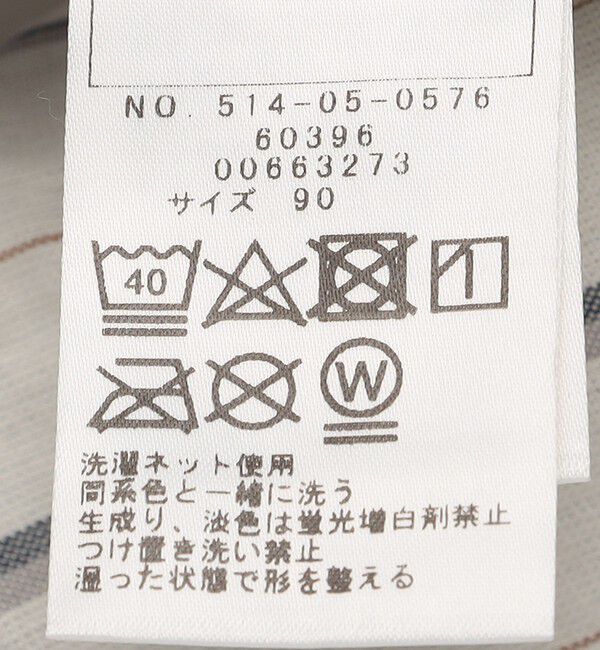 NO. 514-05-0576
60396
00663273
サイズ 90
40
W
洗濯ネット使用
同系色と一緒に洗う
生成り、淡色は蛍光増白剤禁止
つけ置き洗い禁止
湿った状態で形を整える